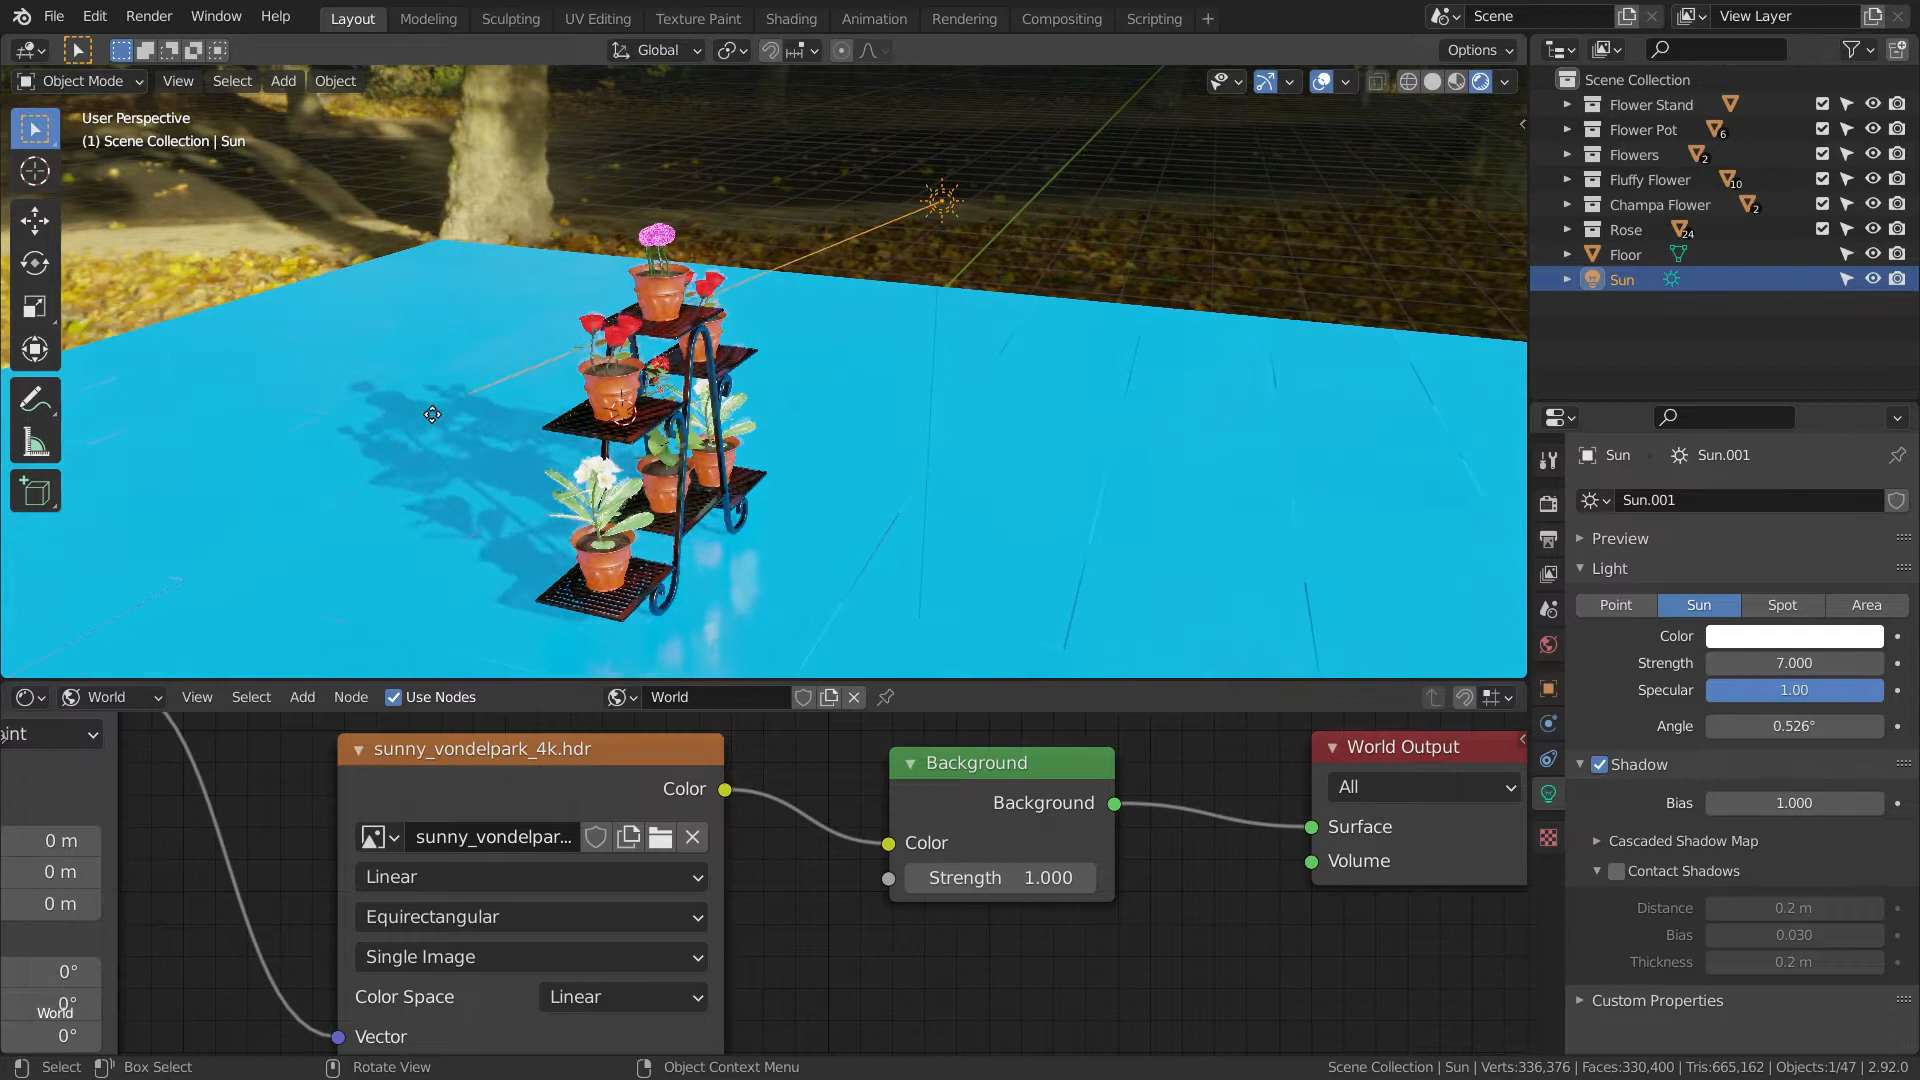 File Edit Render Window Help Layout Modeling Sculpting UV Editing Texture Paint Shading Animation Rendering Compositing Scripting + Scene View Layer
Global Options
Object Mode View Select Add Object
User Perspective
(1) Scene Collection | Sun
Scene Collection
Flower Stand
Flower Pot 6
Flowers 2
Fluffy Flower 10
Champa Flower 2
Rose 24
Floor
Sun
Sun Sun.001
Sun.001
Preview
Light
Point Sun Spot Area
Color
Strength 7.000
Specular 1.00
Angle 0.526°
Shadow
Bias 1.000
Cascaded Shadow Map
Contact Shadows
Distance 0.2 m
Bias 0.030
Thickness 0.2 m
Custom Properties
World View Select Add Node Use Nodes World
int
0 m
0 m
0 m
0°
0°
0°
World
sunny_vondelpark_4k.hdr
Color
sunny_vondelpar...
Linear
Equirectangular
Single Image
Color Space Linear
Vector
Background
Background
Color
Strength 1.000
World Output
All
Surface
Volume
Select Box Select Rotate View Object Context Menu Scene Collection | Sun | Verts:336,376 | Faces:330,400 | Tris:665,162 | Objects:1/47 | 2.92.0